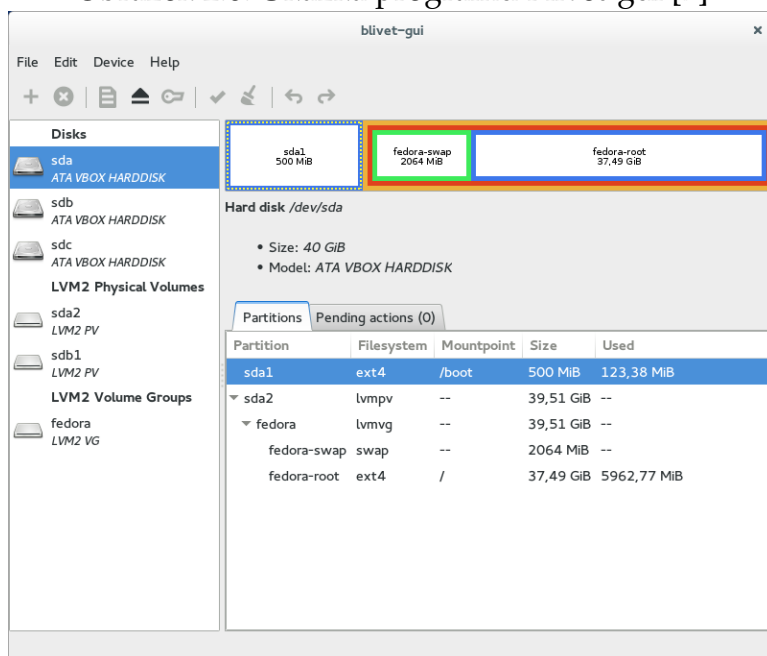 blivet-gui ×
File Edit Device Help
Disks
sda
ATA VBOX HARDDISK
sdb
ATA VBOX HARDDISK
sdc
ATA VBOX HARDDISK
LVM2 Physical Volumes
sda2
LVM2 PV
sdb1
LVM2 PV
LVM2 Volume Groups
fedora
LVM2 VG
sda1
500 MiB
fedora-swap
2064 MiB
fedora-root
37,49 GiB
Hard disk /dev/sda
• Size: 40 GiB
• Model: ATA VBOX HARDDISK
Partitions Pending actions (0)
Partition Filesystem Mountpoint Size Used
sda1 ext4 /boot 500 MiB 123,38 MiB
sda2 lvmpv -- 39,51 GiB --
fedora lvmvg -- 39,51 GiB --
fedora-swap swap -- 2064 MiB --
fedora-root ext4 / 37,49 GiB 5962,77 MiB